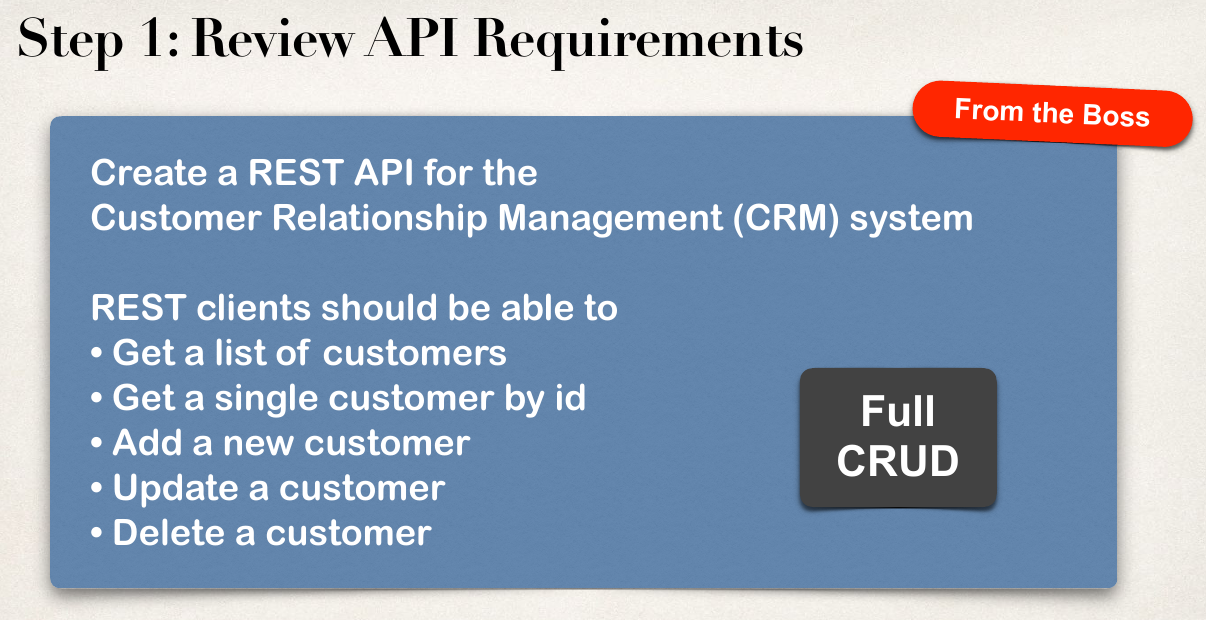 Step 1: Review API Requirements
From the Boss
Create a REST API for the
Customer Relationship Management (CRM) system
REST clients should be able to
• Get a list of customers
• Get a single customer by id
• Add a new customer
• Update a customer
• Delete a customer
Full
CRUD